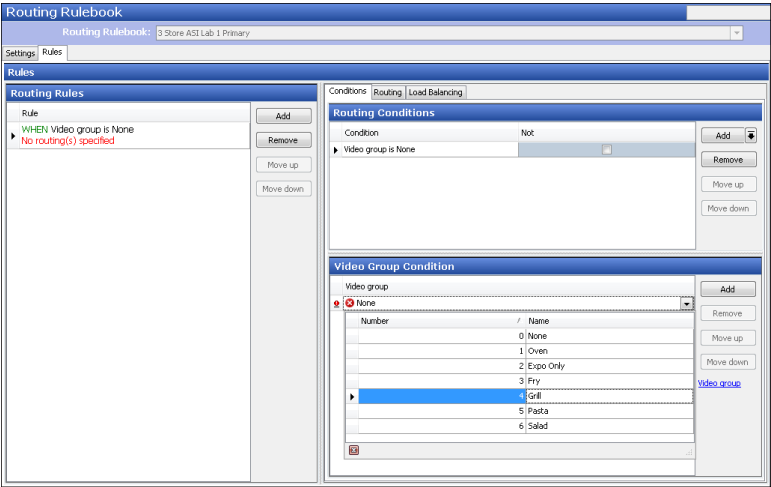 Routing Rulebook
Routing Rulebook: 3 Store ASI Lab 1 Primary
Settings Rules
Rules
Routing Rules
Rule
WHEN Video group is None
No routing(s) specified
Add
Remove
Move up
Move down
Conditions Routing Load Balancing
Routing Conditions
Condition Not
Video group is None
Add
Remove
Move up
Move down
Video Group Condition
Video group
None
Number Name
0 None
1 Oven
2 Expo Only
3 Fry
4 Grill
5 Pasta
6 Salad
Add
Remove
Move up
Move down
Video group